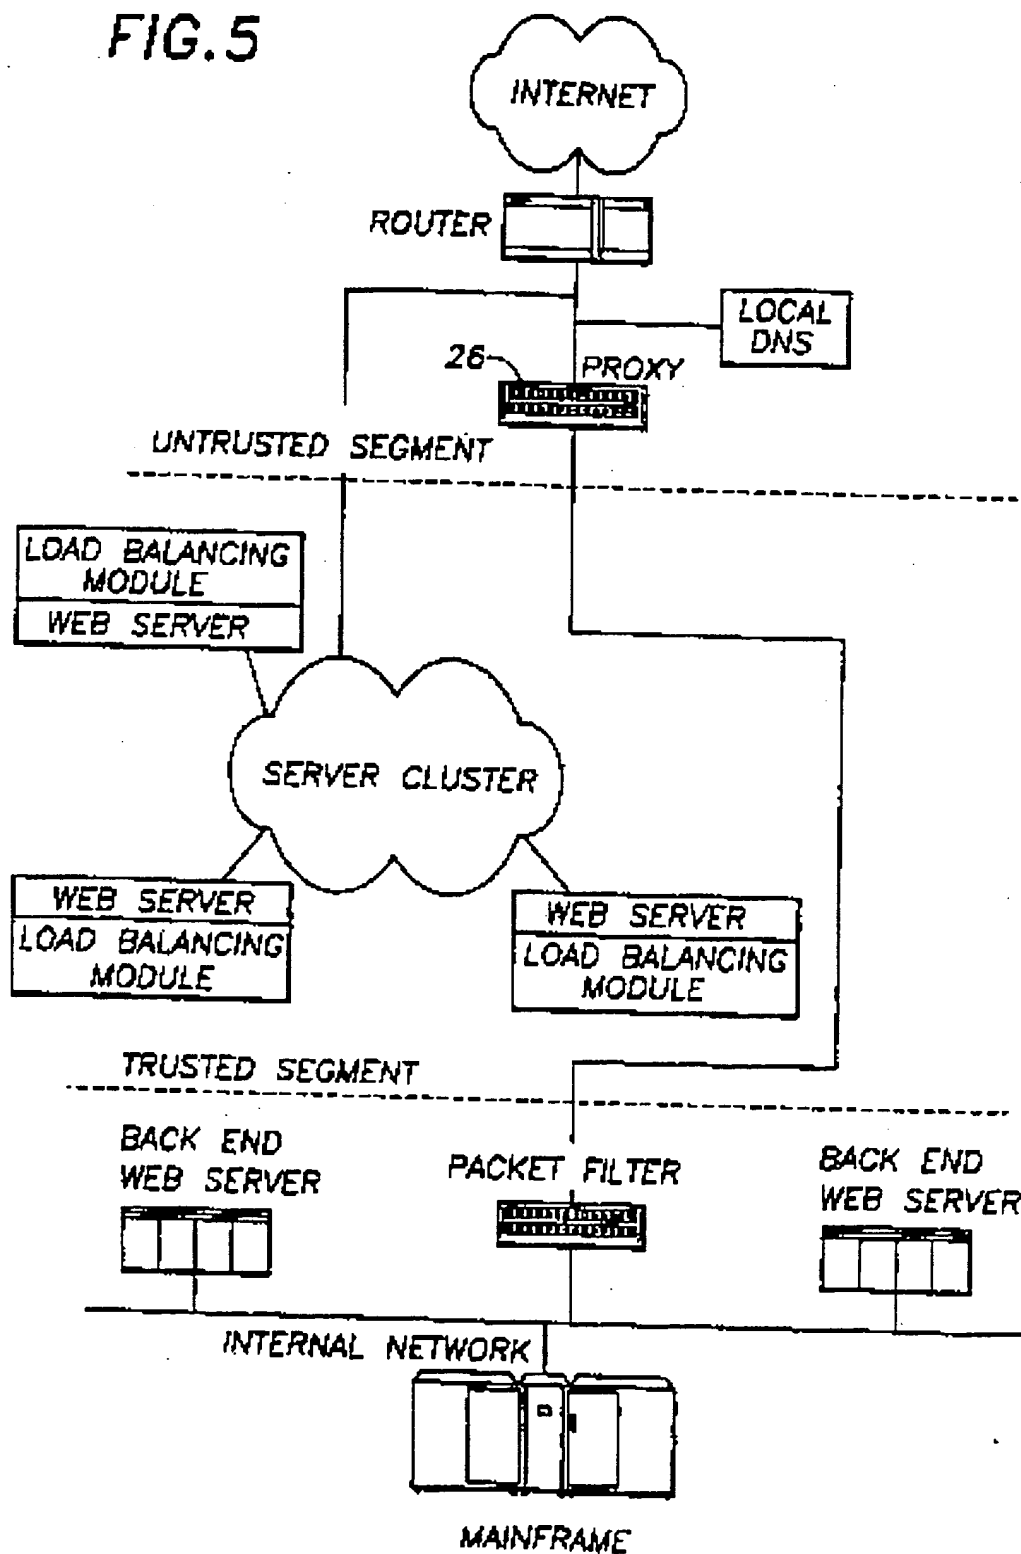 FIG.5
INTERNET
ROUTER
LOCAL
DNS
26
PROXY
UNTRUSTED SEGMENT
LOAD BALANCING
MODULE
WEB SERVER
SERVER CLUSTER
WEB SERVER
LOAD BALANCING
MODULE
WEB SERVER
LOAD BALANCING
MODULE
TRUSTED SEGMENT
BACK END
WEB SERVER
PACKET FILTER
BACK END
WEB SERVER
INTERNAL NETWORK
MAINFRAME